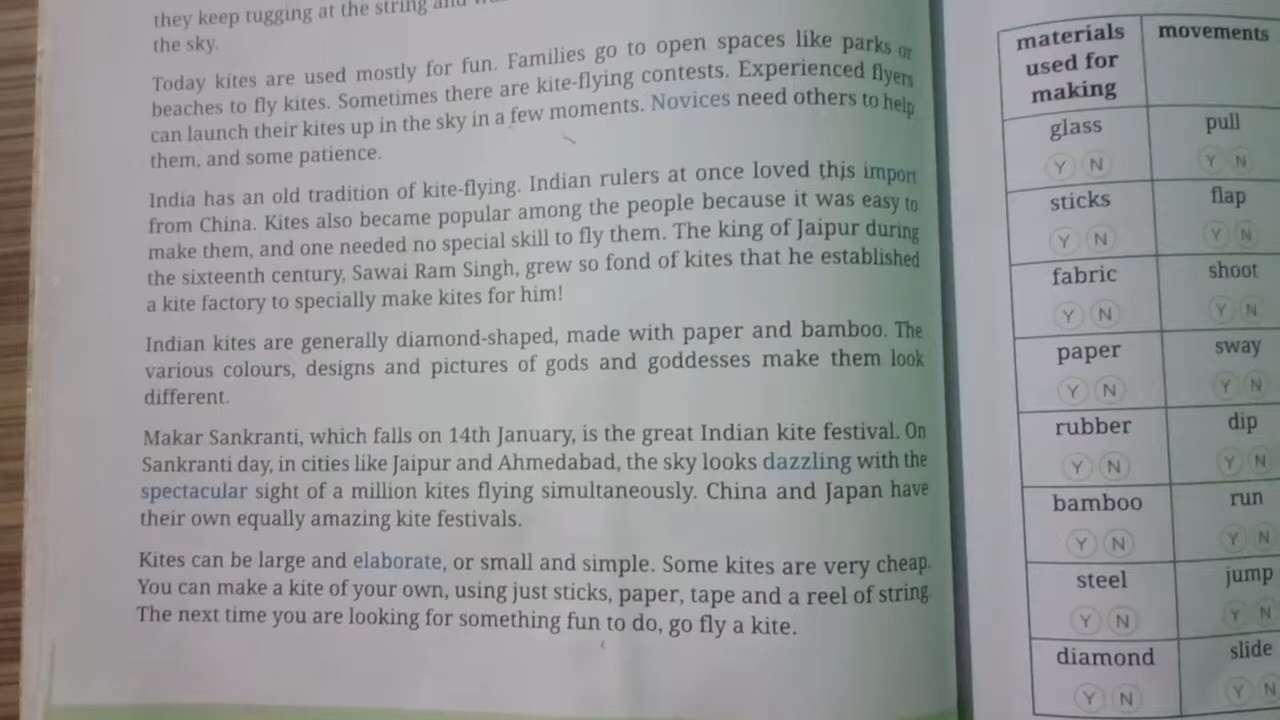 they keep tugging at the string and
the sky.
Today kites are used mostly for fun. Families go to open spaces like parks or
beaches to fly kites. Sometimes there are kite-flying contests. Experienced flyers
can launch their kites up in the sky in a few moments. Novices need others to help
them, and some patience.
India has an old tradition of kite-flying. Indian rulers at once loved this import
from China. Kites also became popular among the people because it was easy to
make them, and one needed no special skill to fly them. The king of Jaipur during
the sixteenth century, Sawai Ram Singh, grew so fond of kites that he established
a kite factory to specially make kites for him!
Indian kites are generally diamond-shaped, made with paper and bamboo. The
various colours, designs and pictures of gods and goddesses make them look
different.
Makar Sankranti, which falls on 14th January, is the great Indian kite festival. On
Sankranti day, in cities like Jaipur and Ahmedabad, the sky looks dazzling with the
spectacular sight of a million kites flying simultaneously. China and Japan have
their own equally amazing kite festivals.
Kites can be large and elaborate, or small and simple. Some kites are very cheap.
You can make a kite of your own, using just sticks, paper, tape and a reel of string.
The next time you are looking for something fun to do, go fly a kite.
materials movements
used for
making
glass pull
Y N Y N
sticks flap
Y N Y N
fabric shoot
Y N Y N
paper sway
Y N Y N
rubber dip
Y N Y N
bamboo run
Y N Y N
steel jump
Y N Y N
diamond slide
Y N Y N